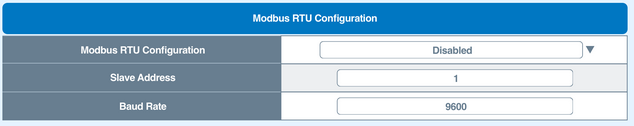 Modbus RTU Configuration
Modbus RTU Configuration Disabled
Slave Address 1
Baud Rate 9600